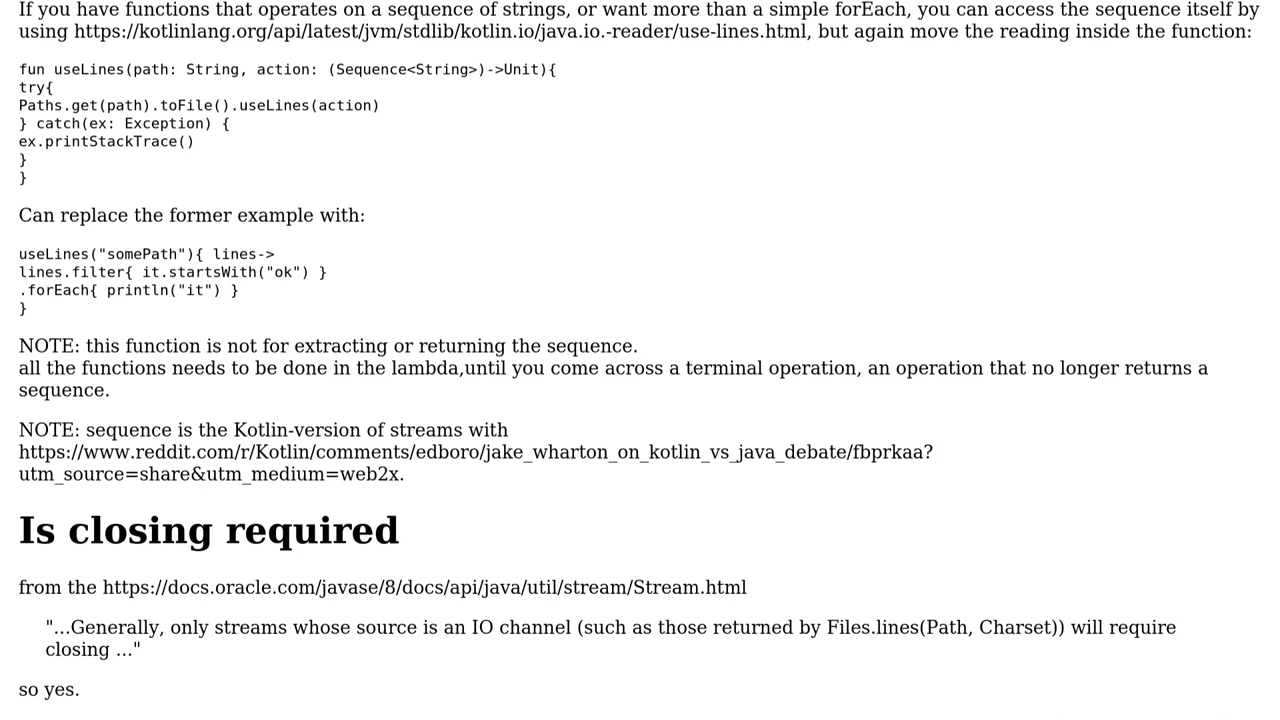 If you have functions that operates on a sequence of strings, or want more than a simple forEach, you can access the sequence itself by
using https://kotlinlang.org/api/latest/jvm/stdlib/kotlin.io/java.io.-reader/use-lines.html, but again move the reading inside the function:
fun useLines(path: String, action: (Sequence<String>)->Unit){
try{
Paths.get(path).toFile().useLines(action)
} catch(ex: Exception) {
ex.printStackTrace()
}
}
Can replace the former example with:
useLines("somePath"){ lines->
lines.filter{ it.startsWith("ok") }
.forEach{ println("it") }
}
NOTE: this function is not for extracting or returning the sequence.
all the functions needs to be done in the lambda,until you come across a terminal operation, an operation that no longer returns a
sequence.
NOTE: sequence is the Kotlin-version of streams with
https://www.reddit.com/r/Kotlin/comments/edboro/jake_wharton_on_kotlin_vs_java_debate/fbprkaa?
utm_source=share&utm_medium=web2x.
Is closing required
from the https://docs.oracle.com/javase/8/docs/api/java/util/stream/Stream.html
"...Generally, only streams whose source is an IO channel (such as those returned by Files.lines(Path, Charset)) will require
closing ..."
so yes.